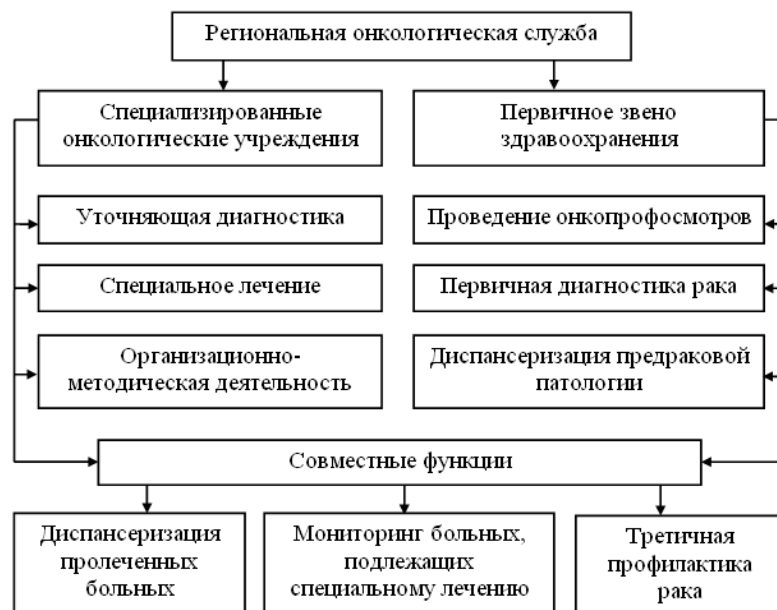 Региональная онкологическая служба
Специализированные
онкологические учреждения
Первичное звено
здравоохранения
Уточняющая диагностика
Проведение онкопрофосмотров
Специальное лечение
Первичная диагностика рака
Организационно-
методическая деятельность
Диспансеризация предраковой
патологии
Совместные функции
Диспансеризация
пролеченных
больных
Мониторинг больных,
подлежащих
специальному лечению
Третичная
профилактика
рака